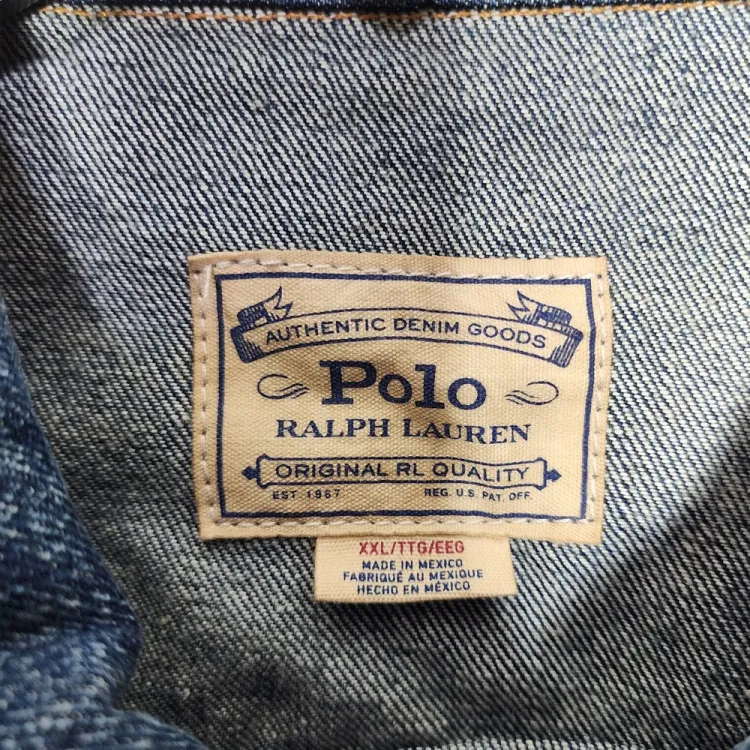 AUTHENTIC DENIM GOODS
Polo
RALPH LAUREN
ORIGINAL RL QUALITY
EST. 1967 REG. U.S. PAT. OFF.
XXL/TTG/EEG
MADE IN MEXICO
FABRIQUÉ AU MEXIQUE
HECHO EN MÉXICO